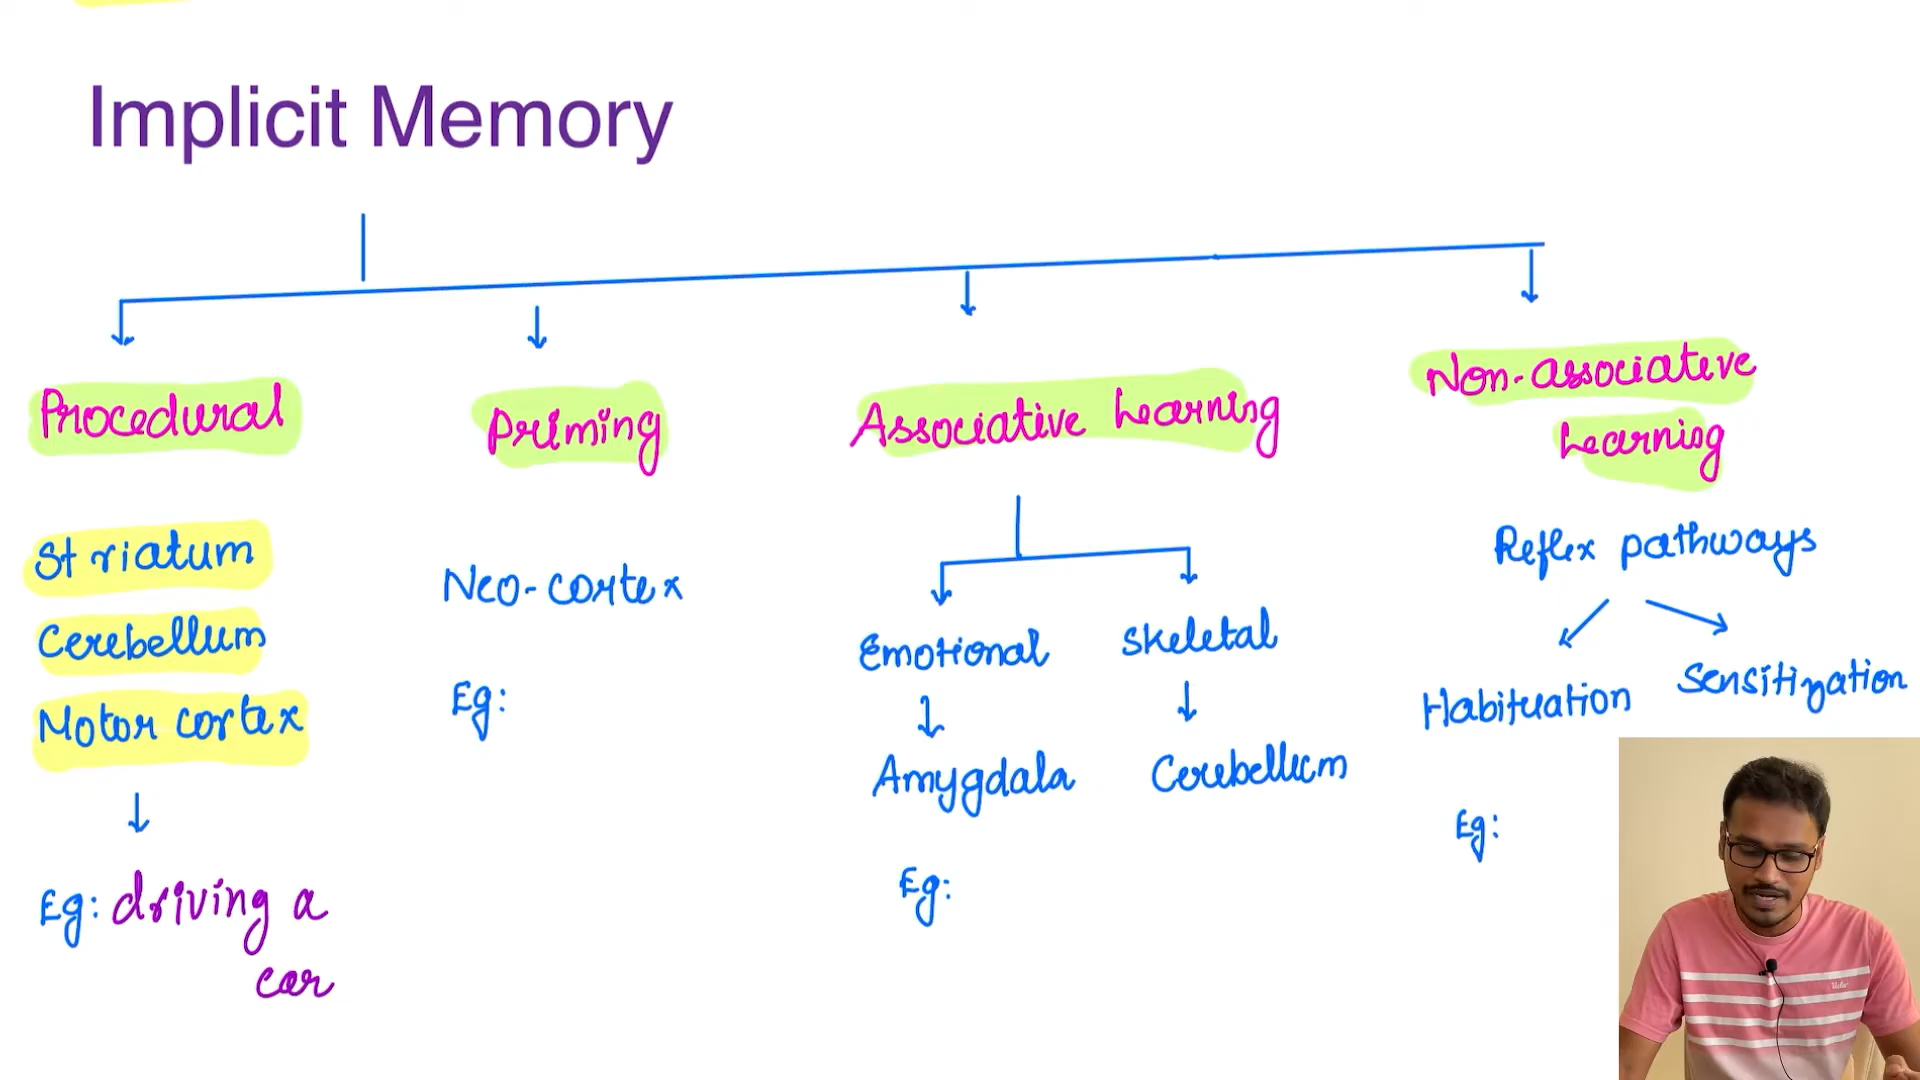 Implicit Memory
Procedural
Striatum
Cerebellum
Motor cortex
Eg: driving a
car
Priming
Neo-cortex
Eg:
Associative Learning
Emotional
Amygdala
Skeletal
Cerebellum
Eg:
Non-associative
Learning
Reflex pathways
Habituation
Sensitization
Eg: